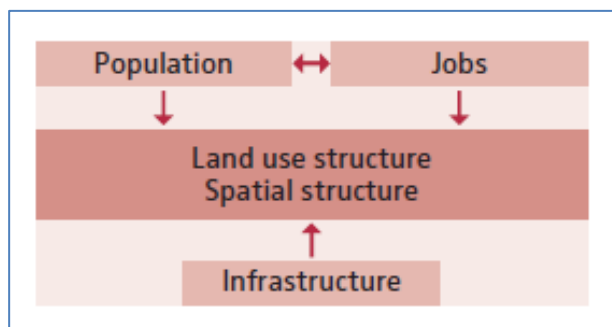 Population
Jobs
Land use structure
Spatial structure
Infrastructure